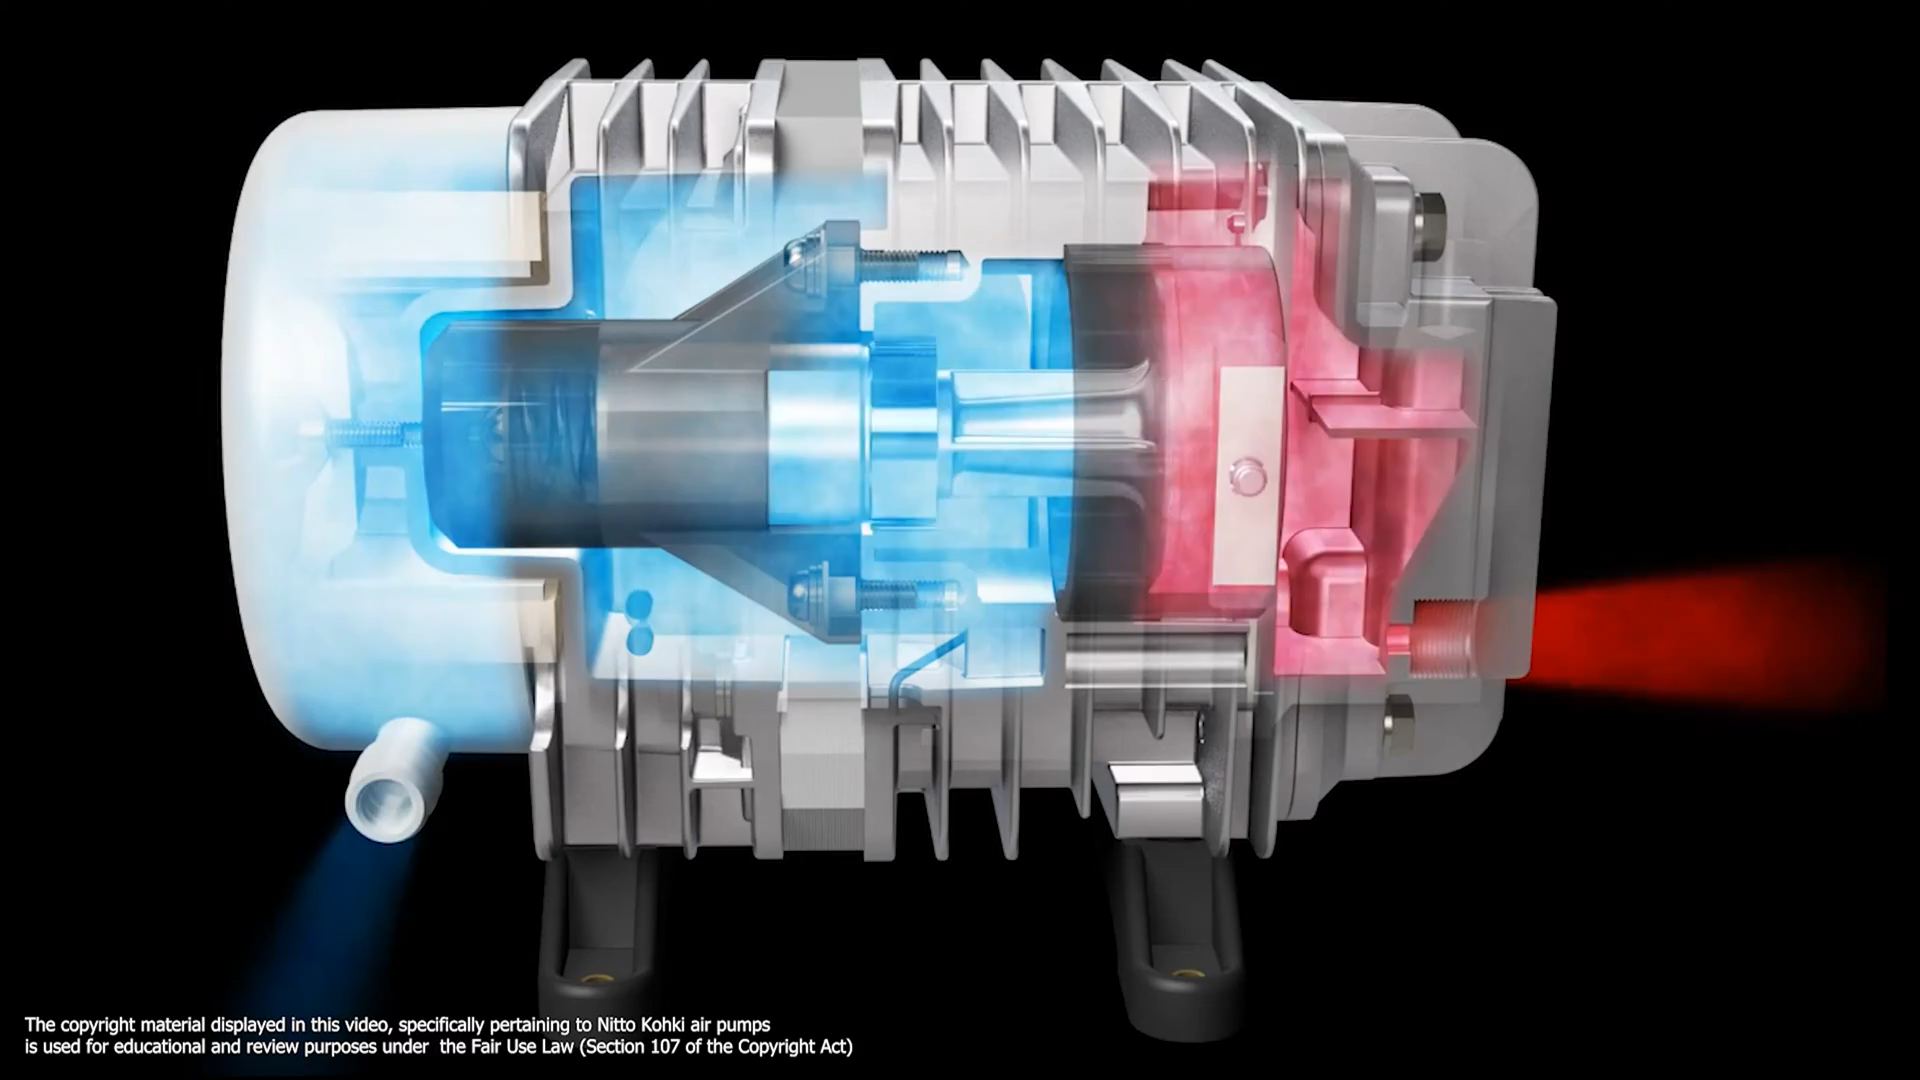 The copyright material displayed in this video, specifically pertaining to Nitto Kohki air pumps
is used for educational and review purposes under the Fair Use Law (Section 107 of the Copyright Act)